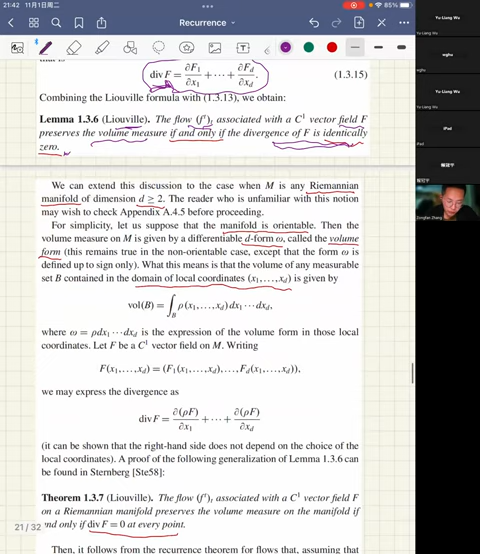 21:42 11月1日周二
85%
Recurrence
div F = ∂F₁/∂x₁ + ··· + ∂F_d/∂x_d. (1.3.15)
Combining the Liouville formula with (1.3.13), we obtain:
Lemma 1.3.6 (Liouville). The flow (fᵗ)ₜ associated with a C¹ vector field F
preserves the volume measure if and only if the divergence of F is identically
zero.
We can extend this discussion to the case when M is any Riemannian
manifold of dimension d ≥ 2. The reader who is unfamiliar with this notion
may wish to check Appendix A.4.5 before proceeding.
For simplicity, let us suppose that the manifold is orientable. Then the
volume measure on M is given by a differentiable d-form ω, called the volume
form (this remains true in the non-orientable case, except that the form ω is
defined up to sign only). What this means is that the volume of any measurable
set B contained in the domain of local coordinates (x₁,...,x_d) is given by
vol(B) = ∫_B ρ(x₁,...,x_d)dx₁ ··· dx_d,
where ω = ρdx₁ ··· dx_d is the expression of the volume form in those local
coordinates. Let F be a C¹ vector field on M. Writing
F(x₁,...,x_d) = (F₁(x₁,...,x_d),...,F_d(x₁,...,x_d)),
we may express the divergence as
div F = ∂(ρF)/∂x₁ + ··· + ∂(ρF)/∂x_d
(it can be shown that the right-hand side does not depend on the choice of the
local coordinates). A proof of the following generalization of Lemma 1.3.6 can
be found in Sternberg [Ste58]:
Theorem 1.3.7 (Liouville). The flow (fᵗ)ₜ associated with a C¹ vector field F
on a Riemannian manifold preserves the volume measure on the manifold if
and only if div F = 0 at every point.
21 / 32
Then, it follows from the recurrence theorem for flows that, assuming that
Yu Liang Wu
Yu Liang Wu
wghu
Yu-Liang Wu
Yu-Liang Wu
iPad
iPad